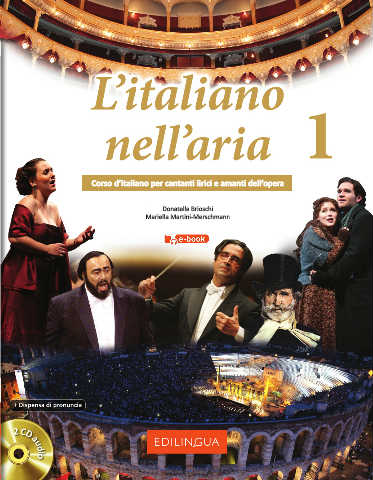 L'italiano
nell'aria 1
Corso d'italiano per cantanti lirici e amanti dell'opera
Donatella Brioschi
Mariella Martini-Merschmann
e-book
+ Dispensa di pronuncia
2 CD audio
EDILINGUA